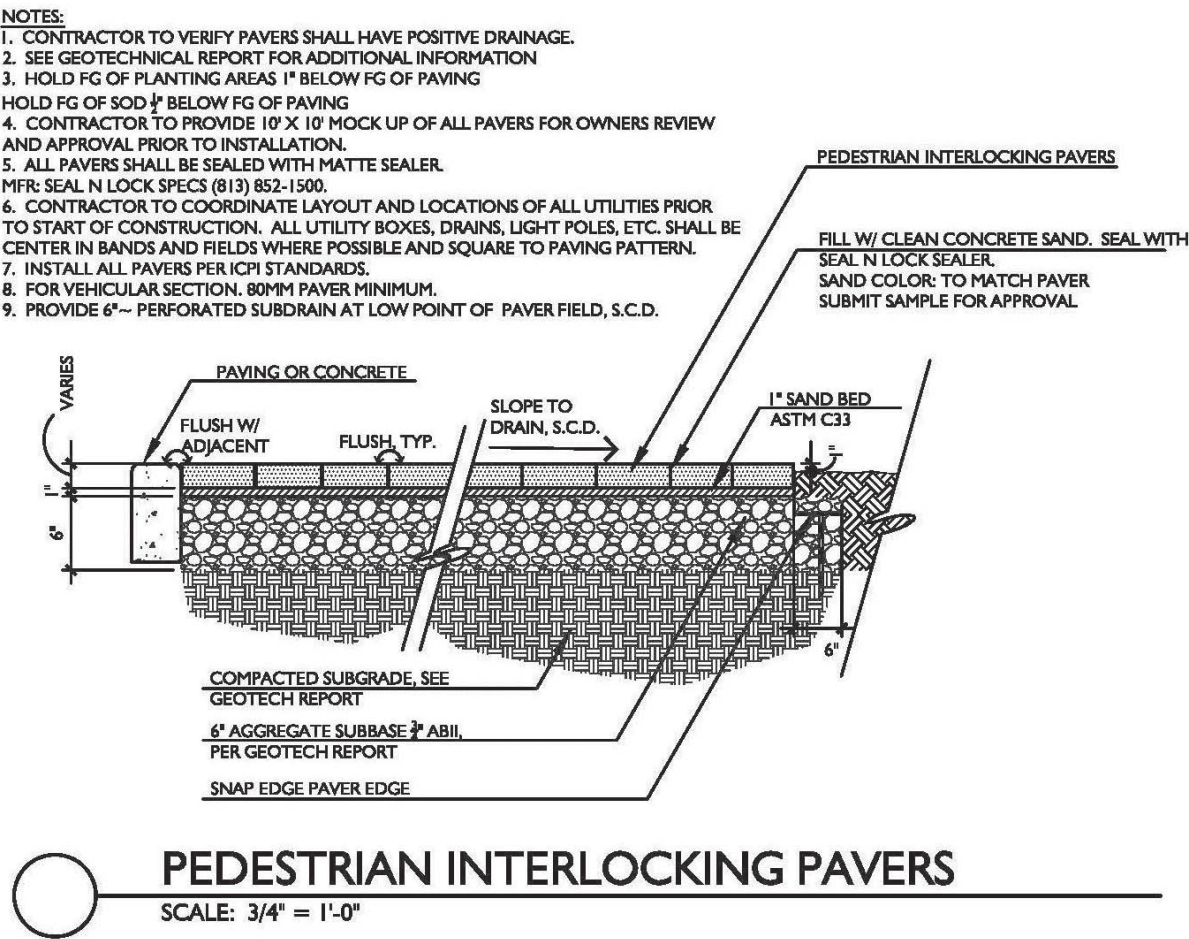 NOTES:
1. CONTRACTOR TO VERIFY PAVERS SHALL HAVE POSITIVE DRAINAGE.
2. SEE GEOTECHNICAL REPORT FOR ADDITIONAL INFORMATION
3. HOLD FG OF PLANTING AREAS 1" BELOW FG OF PAVING
HOLD FG OF SOD ½" BELOW FG OF PAVING
4. CONTRACTOR TO PROVIDE 10' X 10' MOCK UP OF ALL PAVERS FOR OWNERS REVIEW
AND APPROVAL PRIOR TO INSTALLATION.
5. ALL PAVERS SHALL BE SEALED WITH MATTE SEALER.
MFR: SEAL N LOCK SPECS (813) 852-1500.
6. CONTRACTOR TO COORDINATE LAYOUT AND LOCATIONS OF ALL UTILITIES PRIOR
TO START OF CONSTRUCTION. ALL UTILITY BOXES, DRAINS, LIGHT POLES, ETC. SHALL BE
CENTER IN BANDS AND FIELDS WHERE POSSIBLE AND SQUARE TO PAVING PATTERN.
7. INSTALL ALL PAVERS PER ICPI STANDARDS.
8. FOR VEHICULAR SECTION. 80MM PAVER MINIMUM.
9. PROVIDE 6"~ PERFORATED SUBDRAIN AT LOW POINT OF PAVER FIELD, S.C.D.
PEDESTRIAN INTERLOCKING PAVERS
FILL W/ CLEAN CONCRETE SAND. SEAL WITH
SEAL N LOCK SEALER.
SAND COLOR: TO MATCH PAVER
SUBMIT SAMPLE FOR APPROVAL
VARIES
PAVING OR CONCRETE
FLUSH W/
ADJACENT
FLUSH, TYP.
SLOPE TO
DRAIN, S.C.D.
1" SAND BED
ASTM C33
1"
1"
6"
6"
COMPACTED SUBGRADE, SEE
GEOTECH REPORT
6" AGGREGATE SUBBASE ¾" ABII,
PER GEOTECH REPORT
SNAP EDGE PAVER EDGE
PEDESTRIAN INTERLOCKING PAVERS
SCALE: 3/4" = 1'-0"